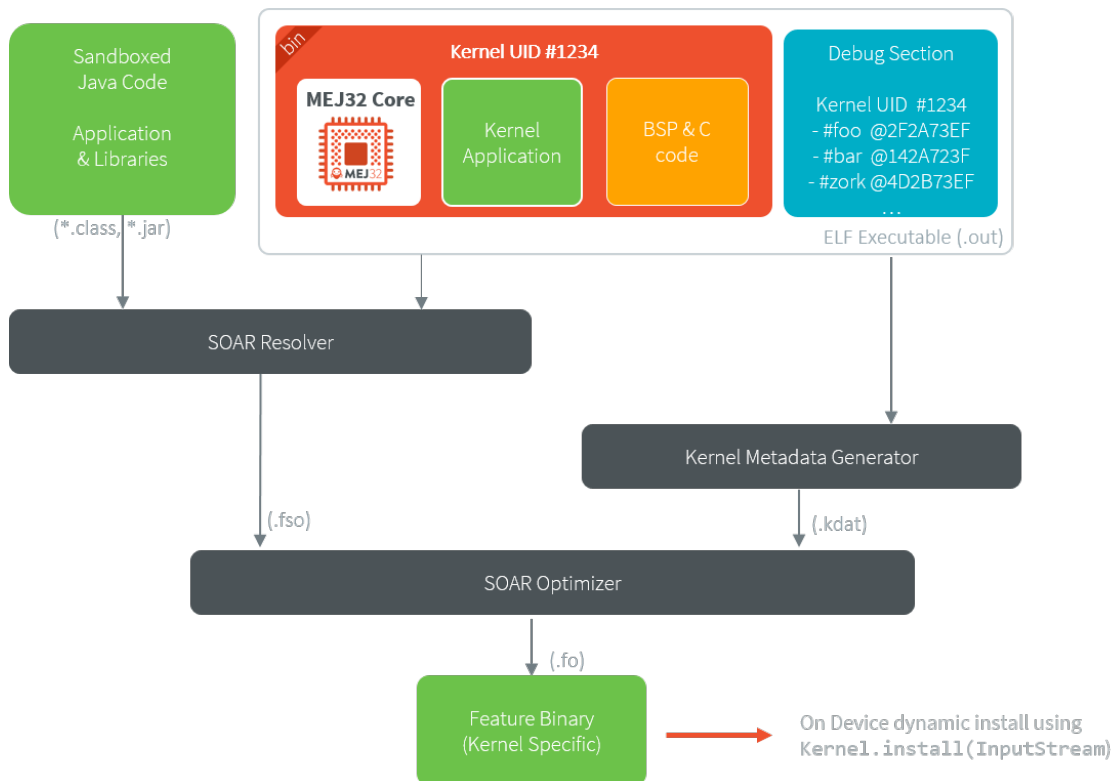 Sandboxed
Java Code
Application
& Libraries
(*.class, *.jar)
bin
Kernel UID #1234
MEJ32 Core
MEJ32
Kernel
Application
BSP & C
code
Debug Section
Kernel UID #1234
- #foo @2F2A73EF
- #bar @142A723F
- #zork @4D2B73EF
...
ELF Executable (.out)
SOAR Resolver
Kernel Metadata Generator
(.fso)
(.kdat)
SOAR Optimizer
(.fo)
Feature Binary
(Kernel Specific)
On Device dynamic install using
Kernel.install(InputStream)